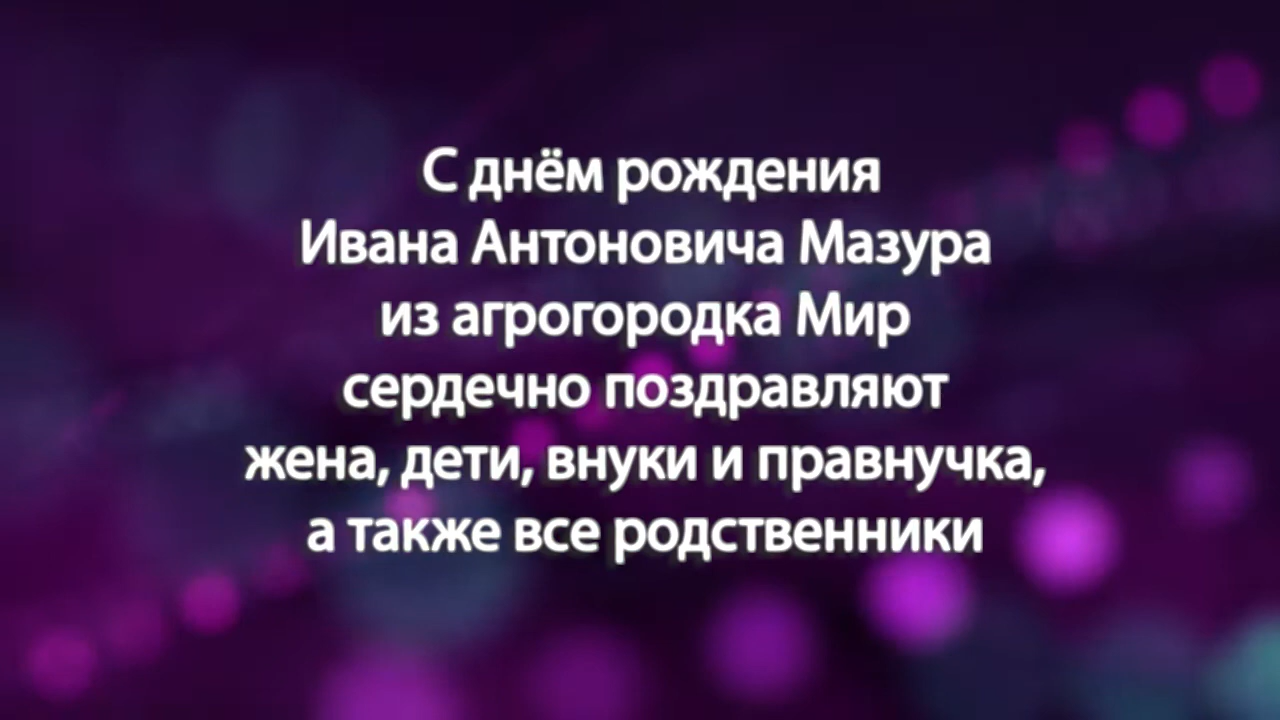 С днём рождения
Ивана Антоновича Мазура
из агрогородка Мир
сердечно поздравляют
жена, дети, внуки и правнучка,
а также все родственники